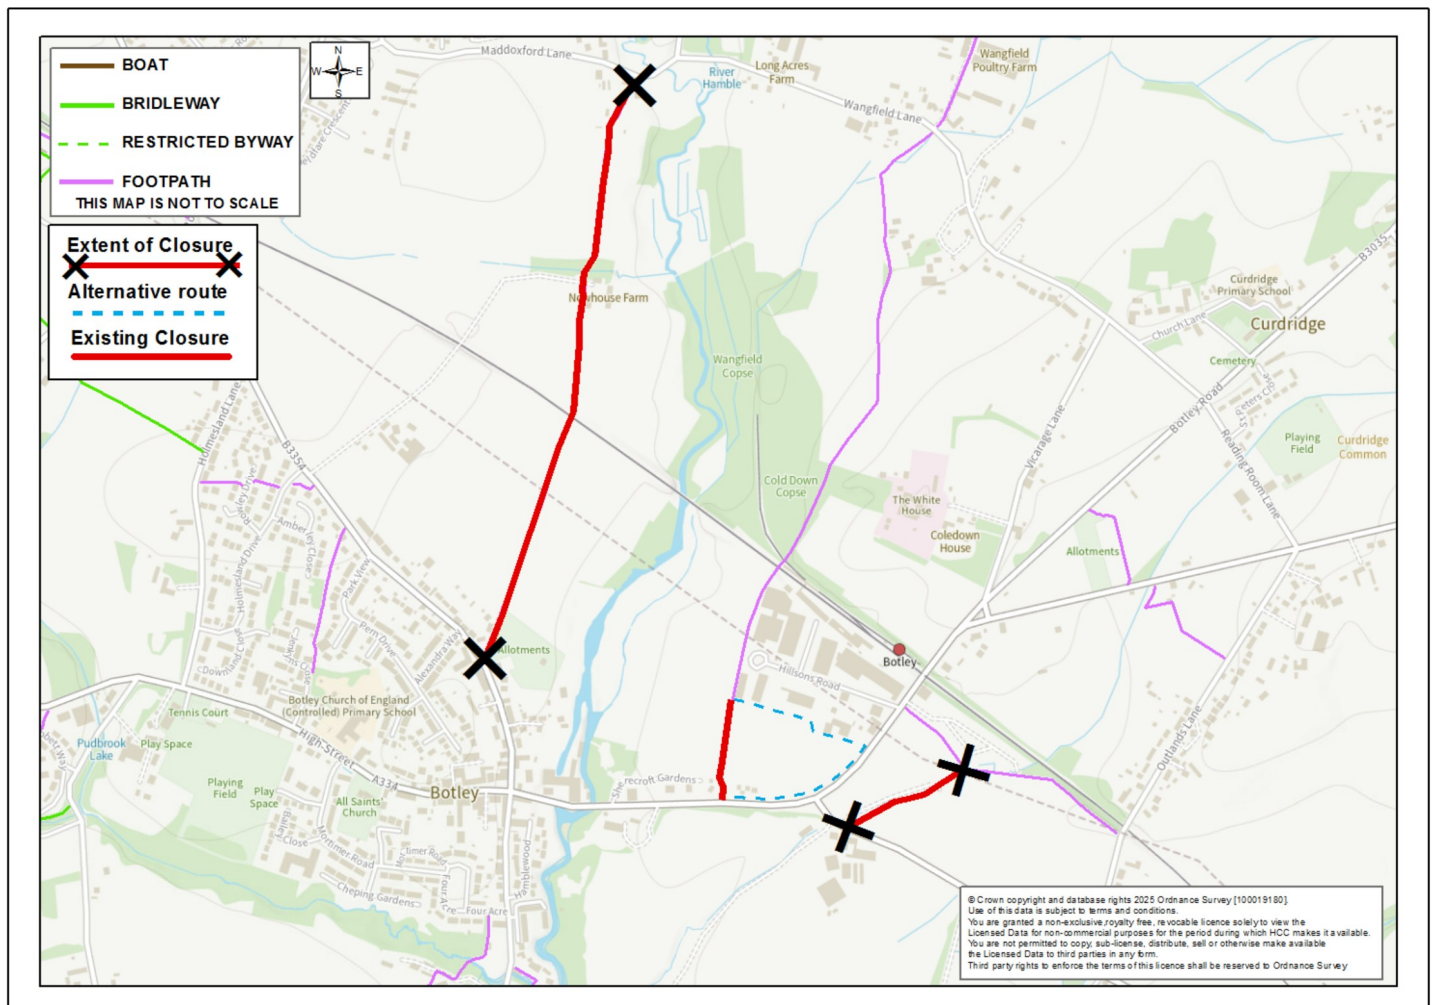 BOAT
BRIDLEWAY
RESTRICTED BYWAY
FOOTPATH
THIS MAP IS NOT TO SCALE
N
W
E
S
Extent of Closure
Alternative route
Existing Closure
Maddoxford Lane
River
Hamble
Long Acres
Farm
Wangfield
Poultry Farm
Wangfield Lane
B3035
Curdridge
Primary School
Church Lane
Curdridge
Cemetery
Botley Road
Reading Room Lane
Playing
Field
Curdridge
Common
Newhouse Farm
Wangfield
Copse
Vicarage Lane
Holmesland Lane
B3354
Cold Down
Copse
The White
House
Coledown
House
Allotments
Rowley Drive
Holmesland Drive
Park View
Pern Drive
Alexandra Way
Allotments
Botley
Hillsons Road
Outlands Lane
Botley Church of England
(Controlled) Primary School
Tennis Court
Pudbrook
Lake
Play Space
High Street
A334
Playing
Field
Play
Space
All Saints'
Church
Botley
Mortimer Road
Cheping Gardens
Four Acre
Four Acre
© Crown copyright and database rights 2025 Ordnance Survey [100019180].
Use of this data is subject to terms and conditions.
You are granted a non-exclusive,royalty free, revocable licence solely to view the
Licensed Data for non-commercial purposes for the period during which HCC makes it available.
You are not permitted to copy, sub-license, distribute, sell or otherwise make available
the Licensed Data to third parties in any form.
Third party rights to enforce the terms of this licence shall be reserved to Ordnance Survey